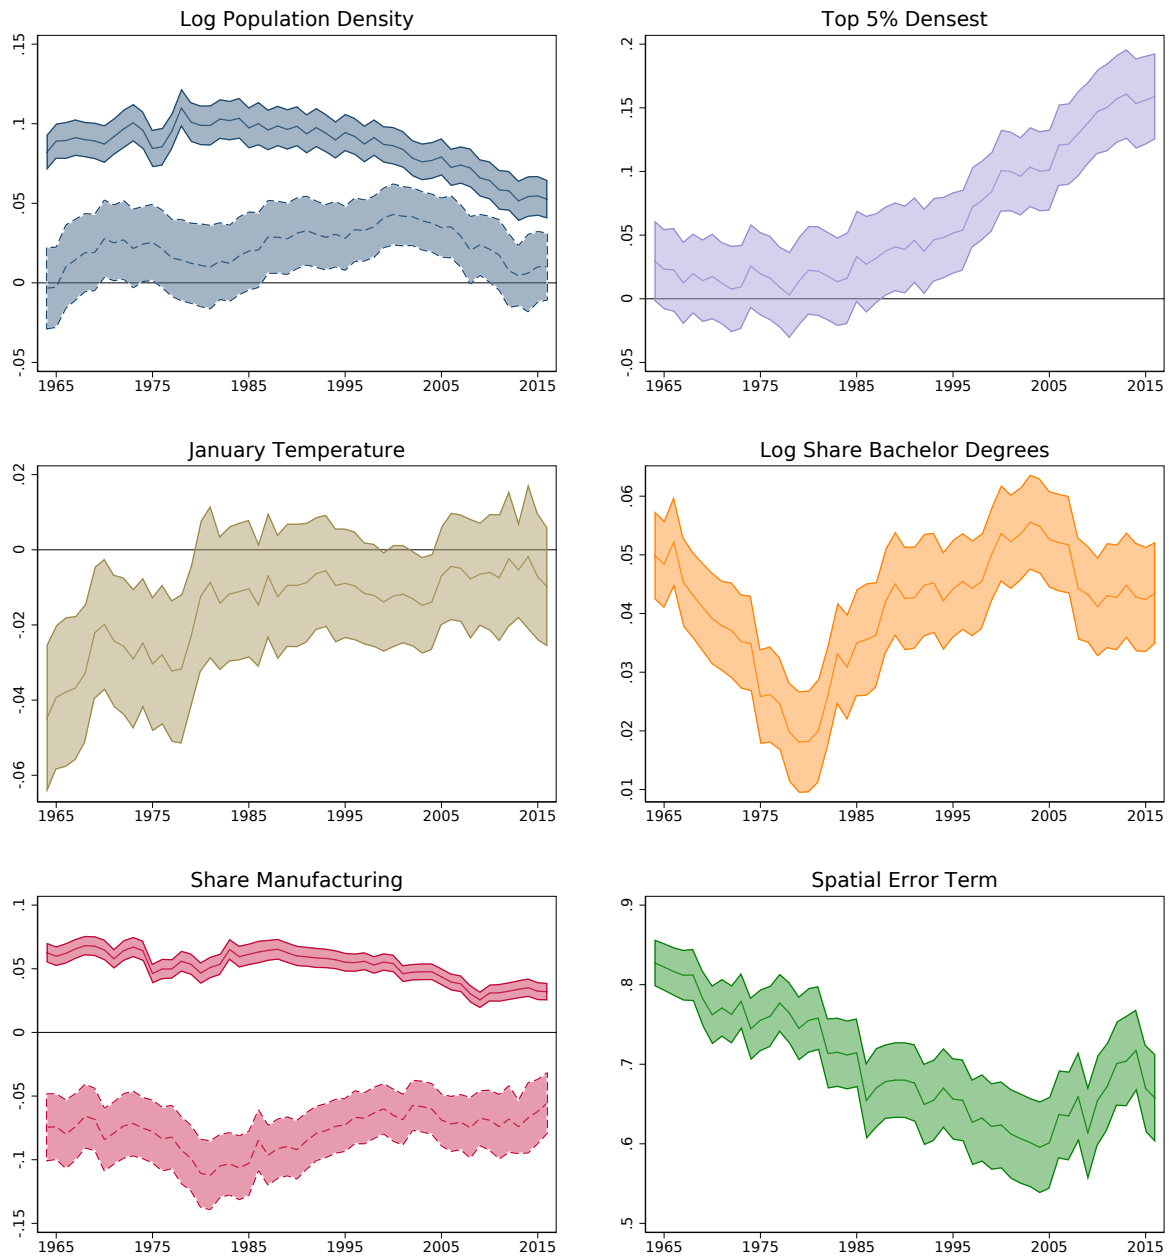 Log Population Density
.15
.1
.05
0
-.05
1965 1975 1985 1995 2005 2015
Top 5% Densest
.2
.15
.1
.05
0
-.05
1965 1975 1985 1995 2005 2015
January Temperature
.02
0
-.02
-.04
-.06
1965 1975 1985 1995 2005 2015
Log Share Bachelor Degrees
.06
.05
.04
.03
.02
.01
1965 1975 1985 1995 2005 2015
Share Manufacturing
.1
.05
0
-.05
-.1
-.15
1965 1975 1985 1995 2005 2015
Spatial Error Term
.9
.8
.7
.6
.5
1965 1975 1985 1995 2005 2015